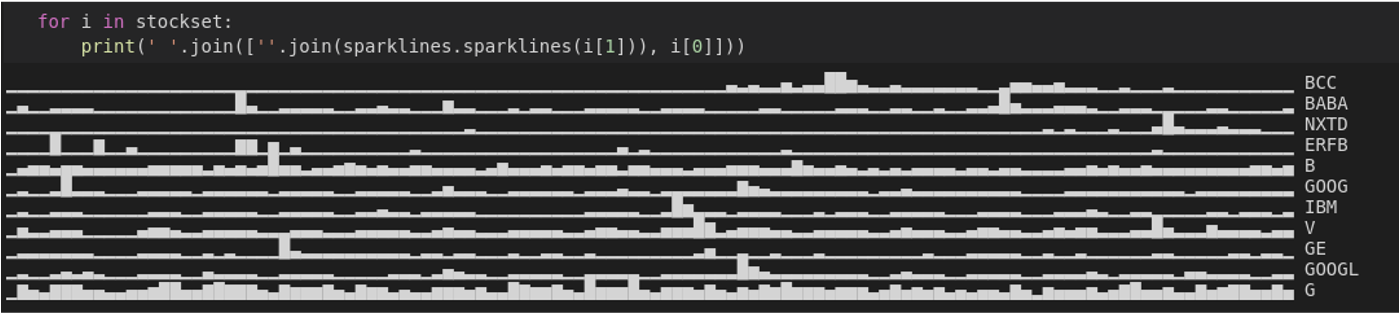 for i in stockset:
print(' '.join([''.join(sparklines.sparklines(i[1])), i[0]]))
BCC
BABA
NXTD
ERFB
B
GOOG
IBM
V
GE
GOOGL
G